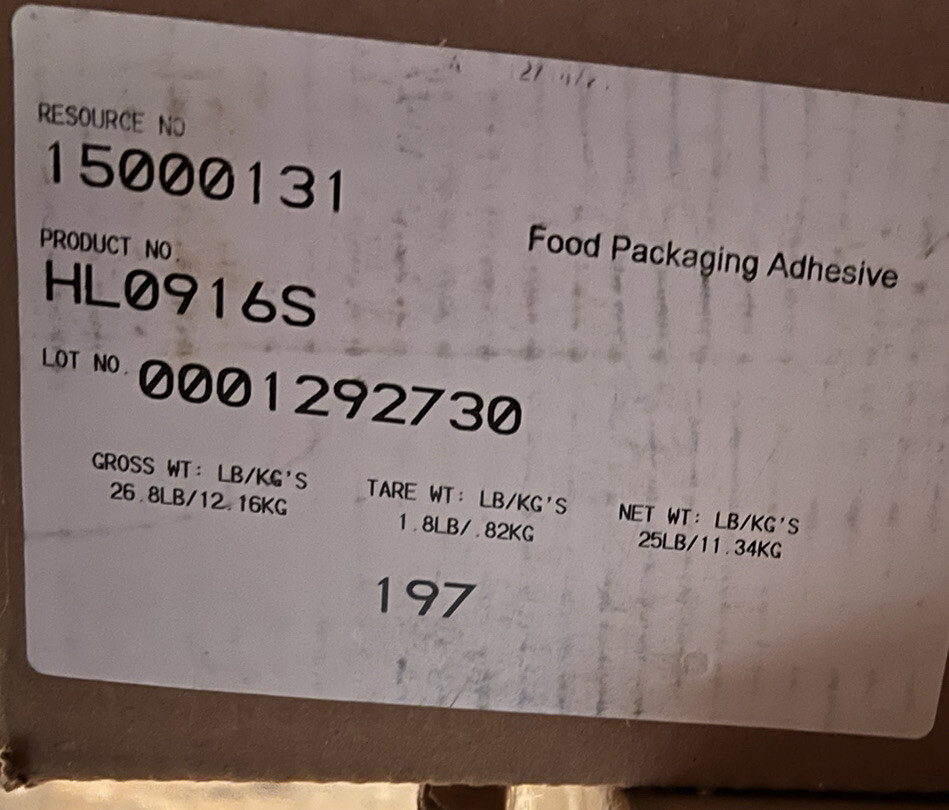 RESOURCE NO
15000131
PRODUCT NO.
HL0916S
Food Packaging Adhesive
LOT NO. 0001292730
GROSS WT: LB/KG'S
26.8LB/12.16KG
TARE WT: LB/KG'S
1.8LB/.82KG
NET WT: LB/KG'S
25LB/11.34KG
197